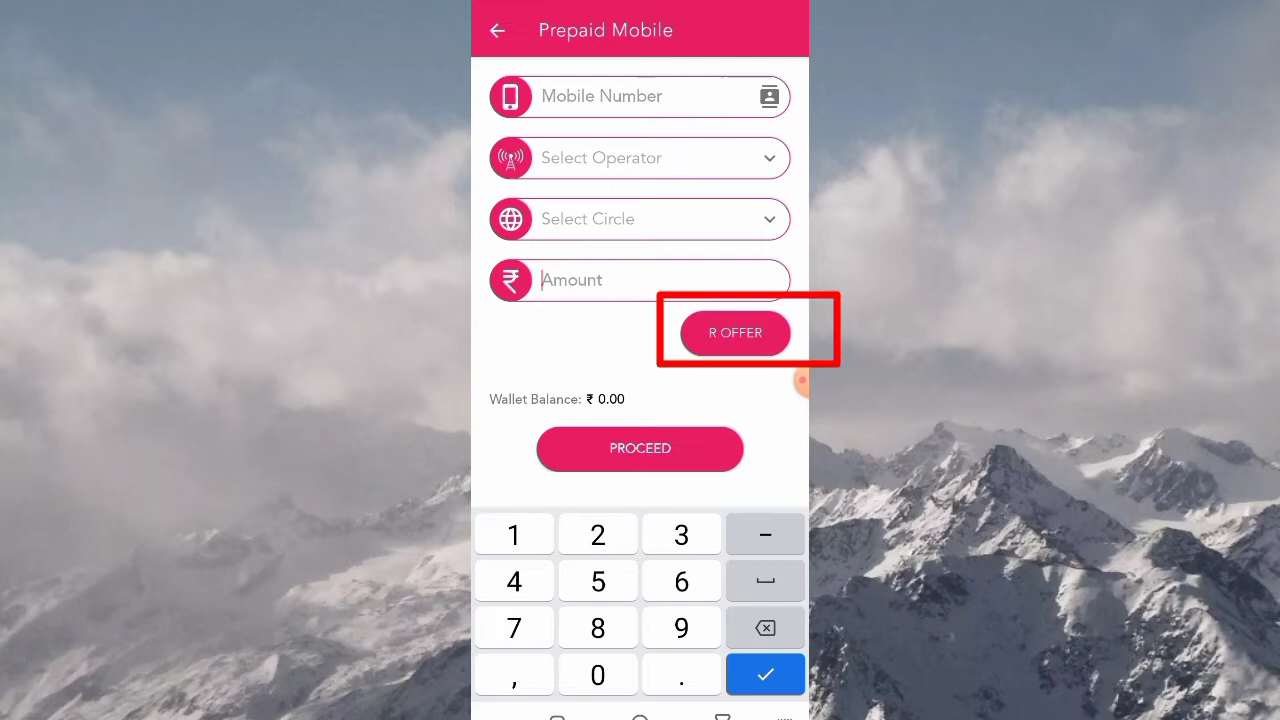 Prepaid Mobile
Mobile Number
Select Operator
Select Circle
₹ Amount
R OFFER
Wallet Balance: ₹ 0.00
PROCEED
1 2 3 -
4 5 6
7 8 9
, 0 .